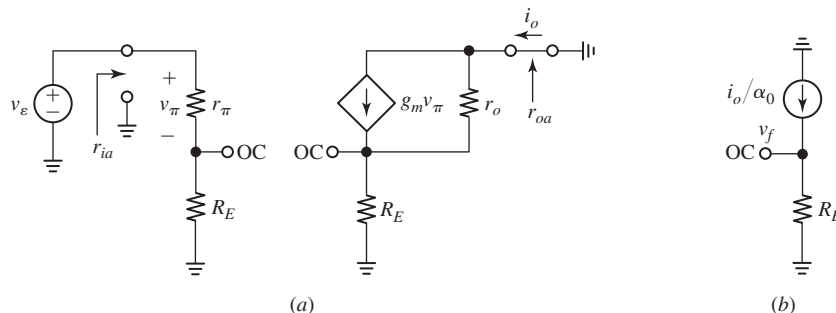 i_o
i_o/α_0
+
v_ε
+
−
v_π
r_π
g_m v_π
r_o
r_oa
−
r_ia
OC
OC
v_f
OC
R_E
R_E
R_E
(a)
(b)